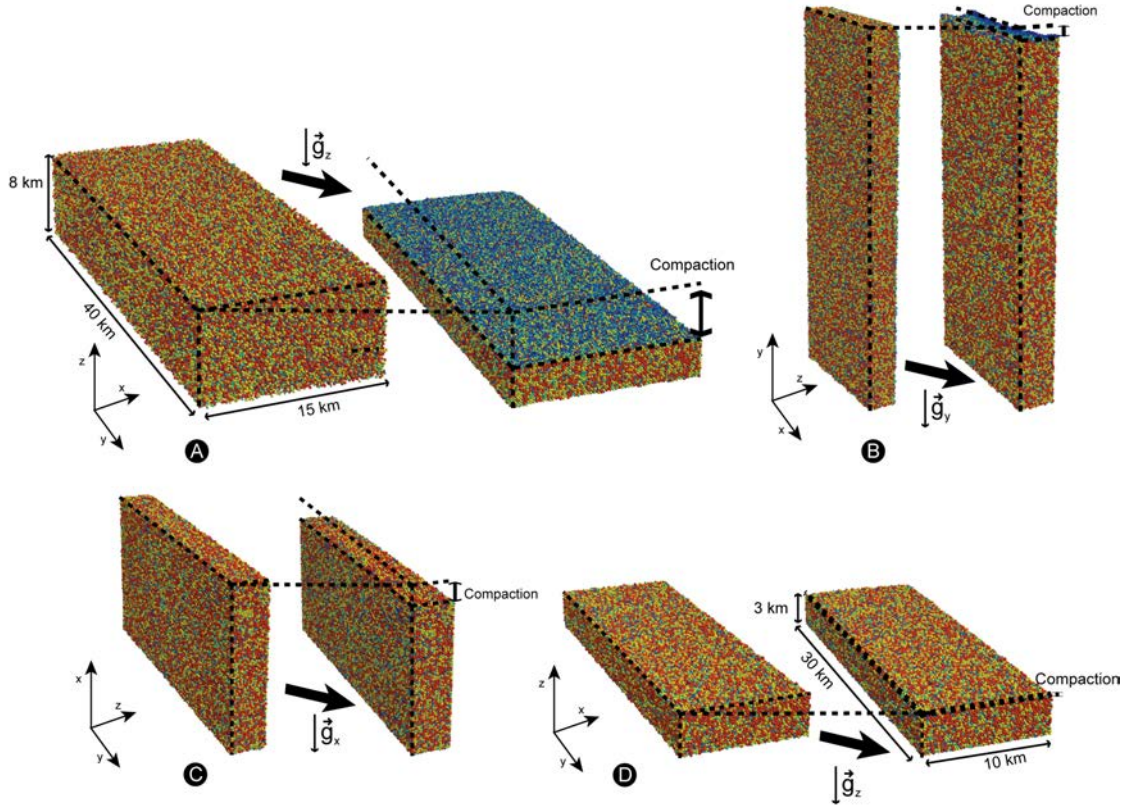 8 km
40 km
15 km
z
x
y
g⃗z
Compaction
A
Compaction
y
z
x
g⃗y
B
Compaction
x
z
y
g⃗x
C
3 km
30 km
10 km
Compaction
z
x
y
g⃗z
D